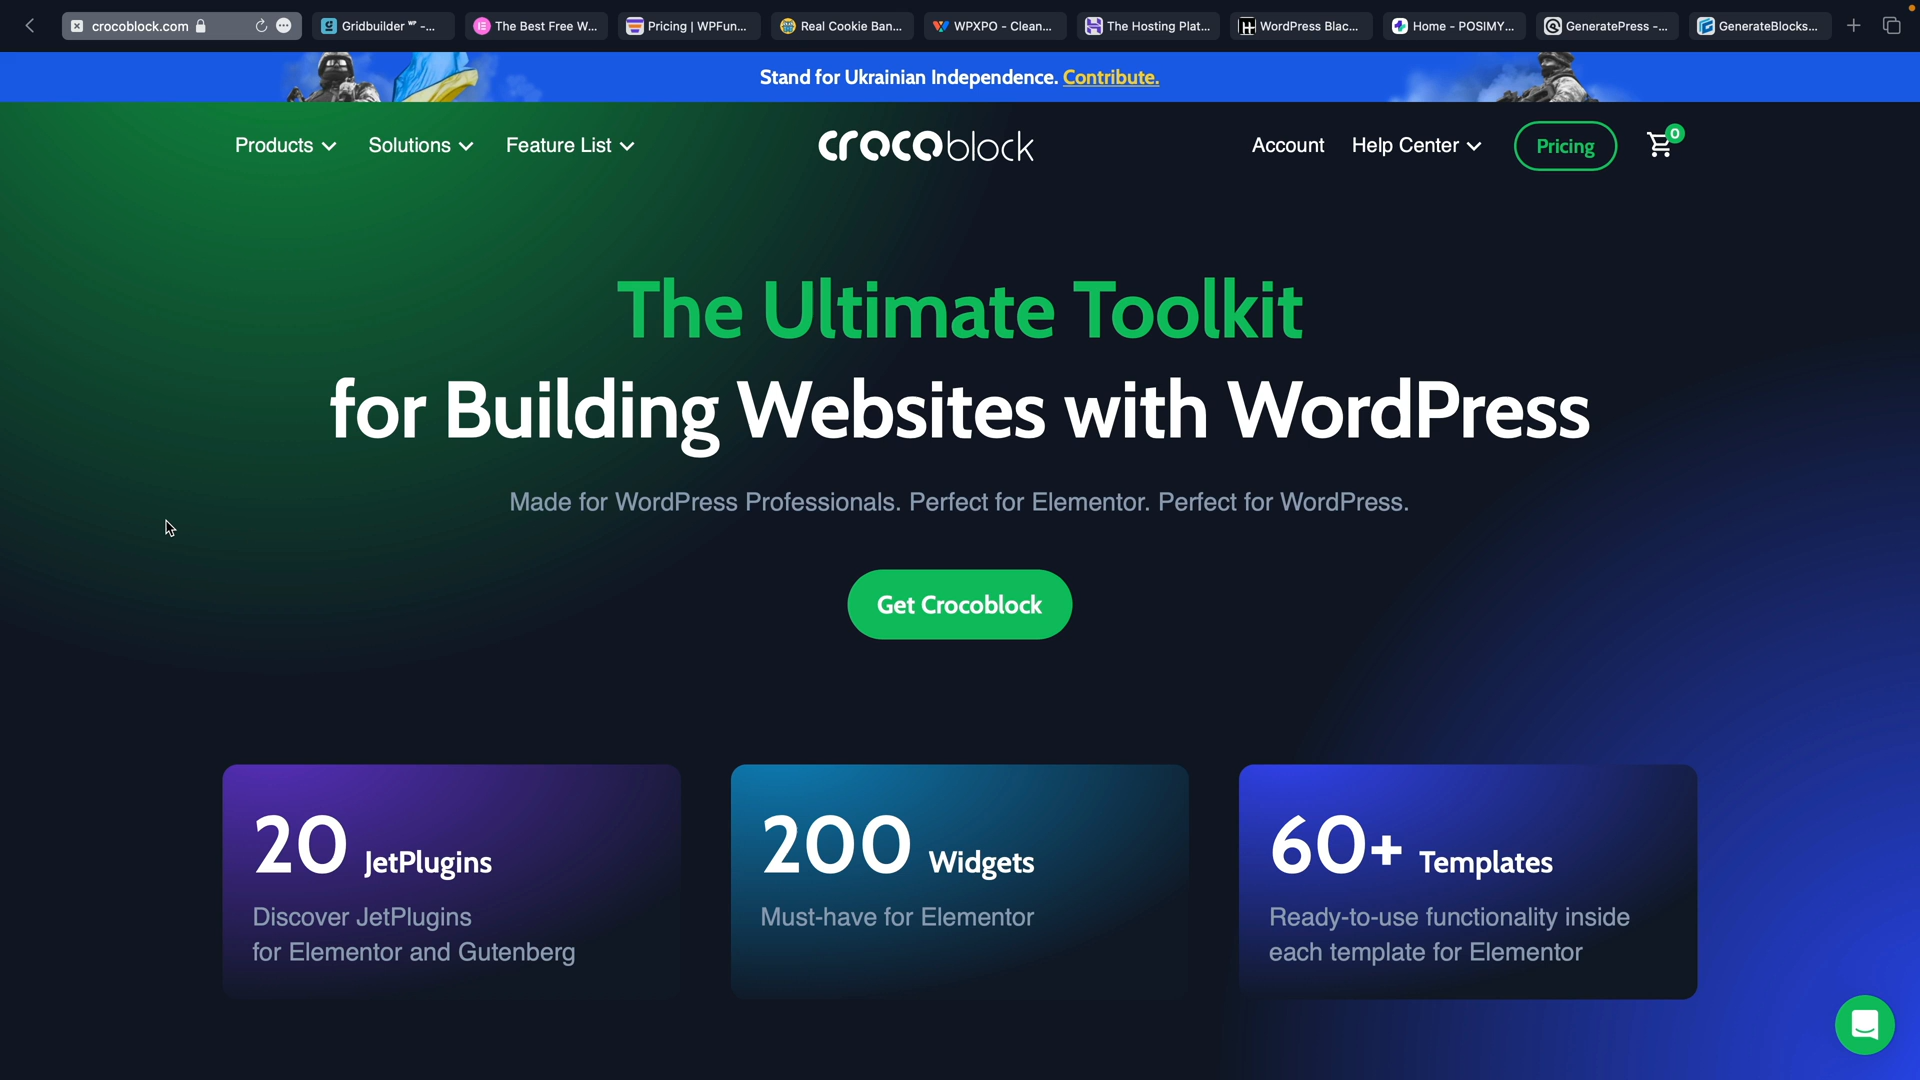 crocoblock.com
Gridbuilder ᵂᴾ -...
The Best Free W...
Pricing | WPFun...
Real Cookie Ban...
WPXPO - Clean...
The Hosting Plat...
WordPress Blac...
Home - POSIMY...
GeneratePress -...
GenerateBlocks...
Stand for Ukrainian Independence. Contribute.
Products
Solutions
Feature List
crocoblock
Account
Help Center
Pricing
0
The Ultimate Toolkit
for Building Websites with WordPress
Made for WordPress Professionals. Perfect for Elementor. Perfect for WordPress.
Get Crocoblock
20 JetPlugins
Discover JetPlugins
for Elementor and Gutenberg
200 Widgets
Must-have for Elementor
60+ Templates
Ready-to-use functionality inside
each template for Elementor